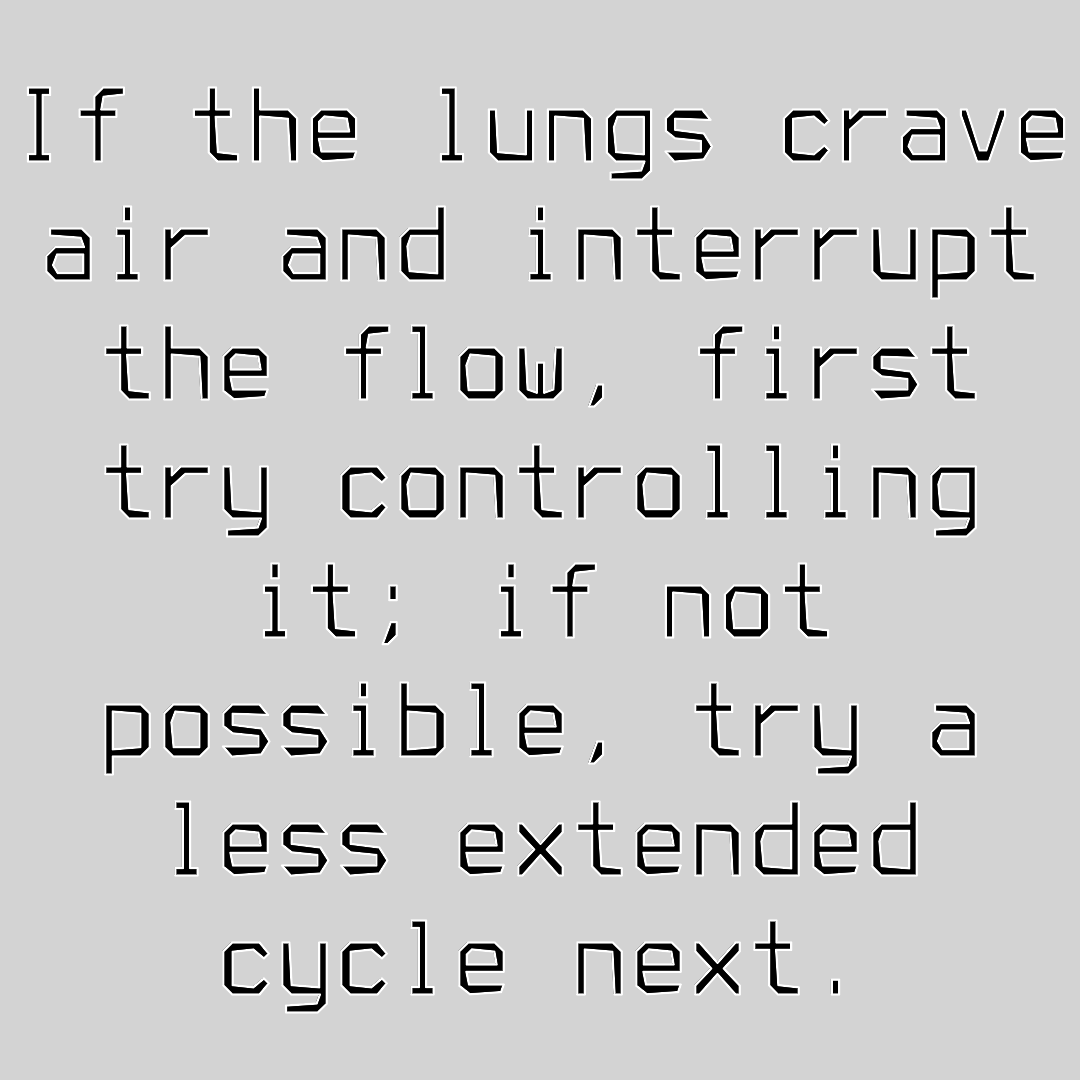 If the lungs crave
air and interrupt
the flow, first
try controlling
it; if not
possible, try a
less extended
cycle next.